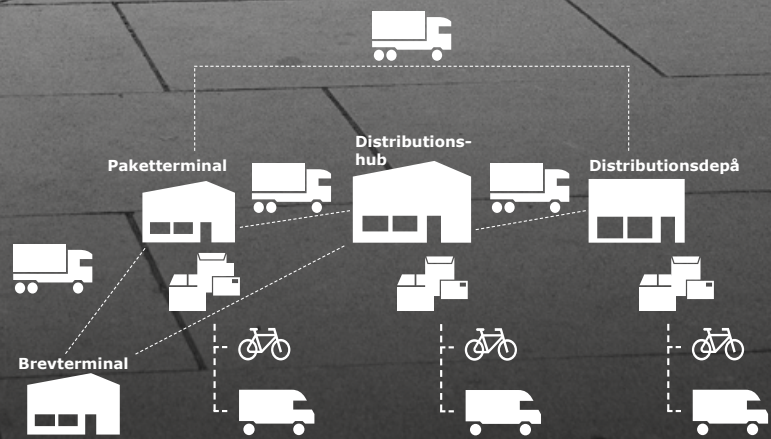 Distributions-
hub
Paketterminal
Distributionsdepå
Brevterminal